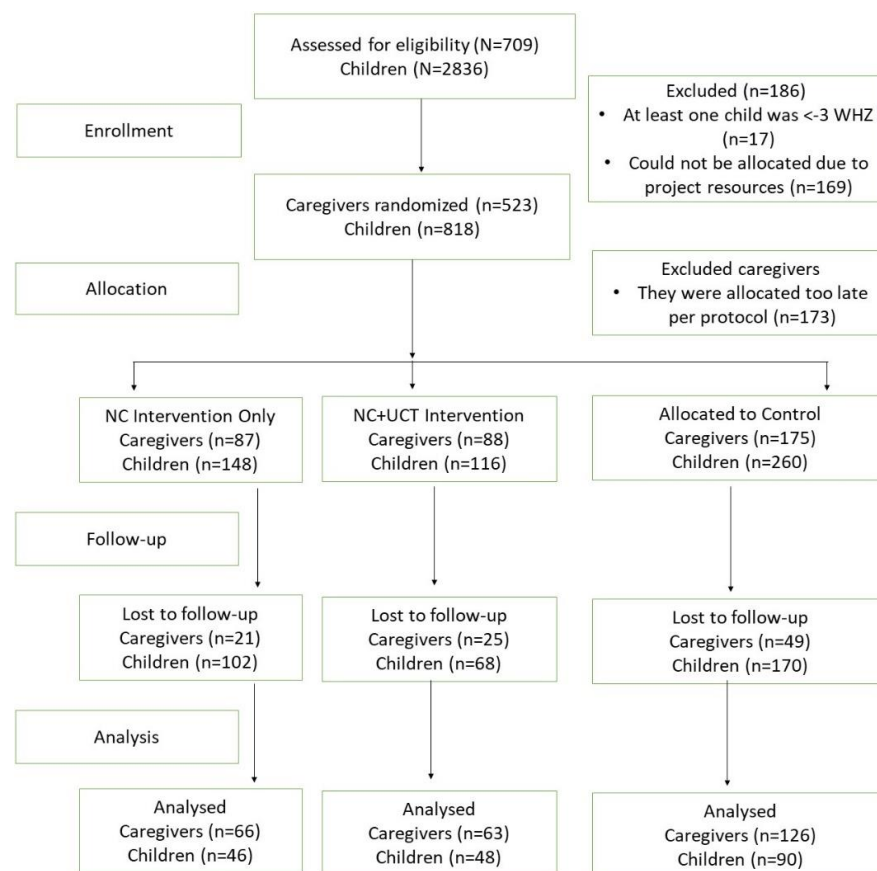 Assessed for eligibility (N=709)
Children (N=2836)
Excluded (n=186)
• At least one child was <-3 WHZ
(n=17)
• Could not be allocated due to
project resources (n=169)
Enrollment
Caregivers randomized (n=523)
Children (n=818)
Allocation
Excluded caregivers
• They were allocated too late
per protocol (n=173)
NC Intervention Only
Caregivers (n=87)
Children (n=148)
NC+UCT Intervention
Caregivers (n=88)
Children (n=116)
Allocated to Control
Caregivers (n=175)
Children (n=260)
Follow-up
Lost to follow-up
Caregivers (n=21)
Children (n=102)
Lost to follow-up
Caregivers (n=25)
Children (n=68)
Lost to follow-up
Caregivers (n=49)
Children (n=170)
Analysis
Analysed
Caregivers (n=66)
Children (n=46)
Analysed
Caregivers (n=63)
Children (n=48)
Analysed
Caregivers (n=126)
Children (n=90)